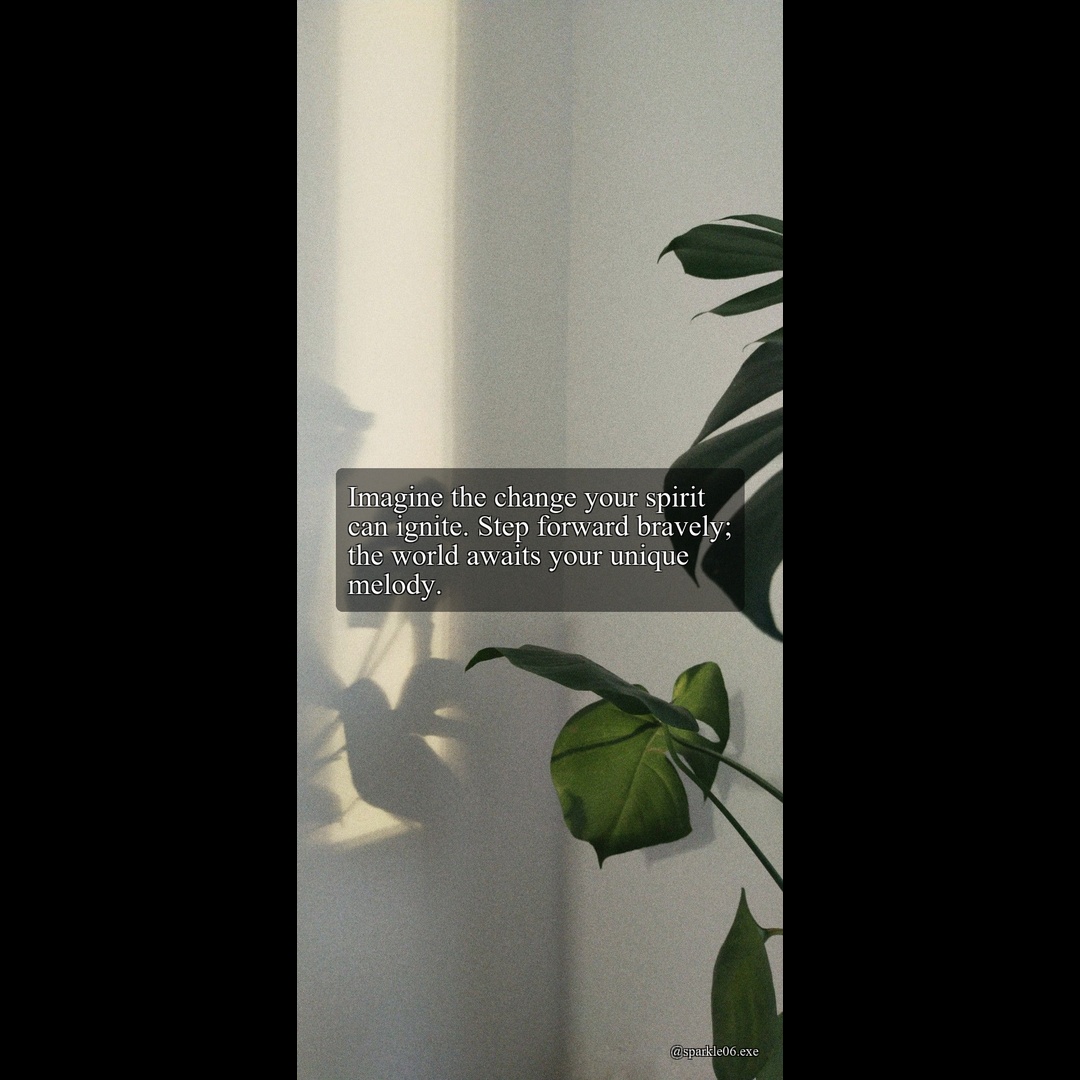 Imagine the change your spirit
can ignite. Step forward bravely;
the world awaits your unique
melody.
@sparkle06.exe